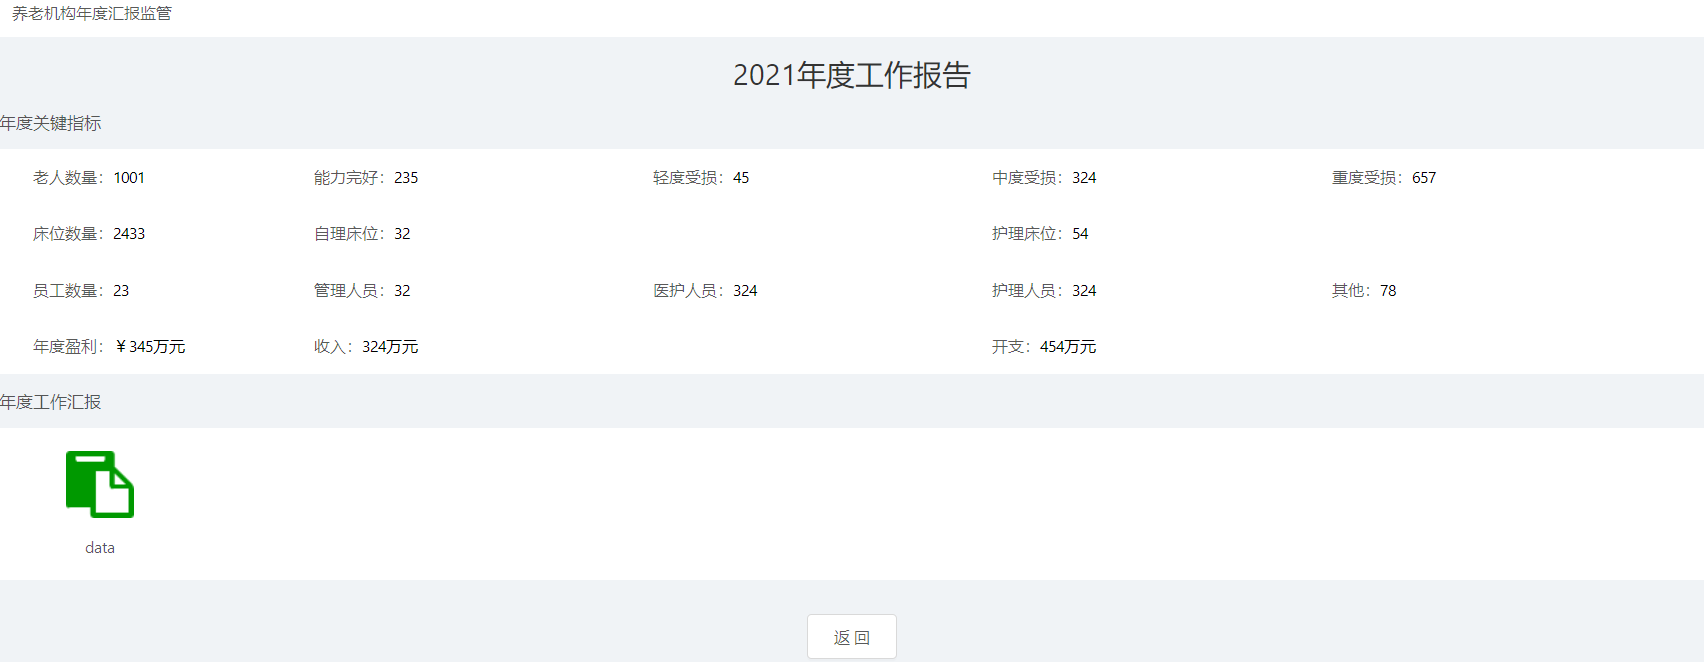 养老机构年度汇报监管
2021年度工作报告
年度关键指标
老人数量：1001 能力完好：235 轻度受损：45 中度受损：324 重度受损：657
床位数量：2433 自理床位：32 护理床位：54
员工数量：23 管理人员：32 医护人员：324 护理人员：324 其他：78
年度盈利：￥345万元 收入：324万元 开支：454万元
年度工作汇报
data
返 回